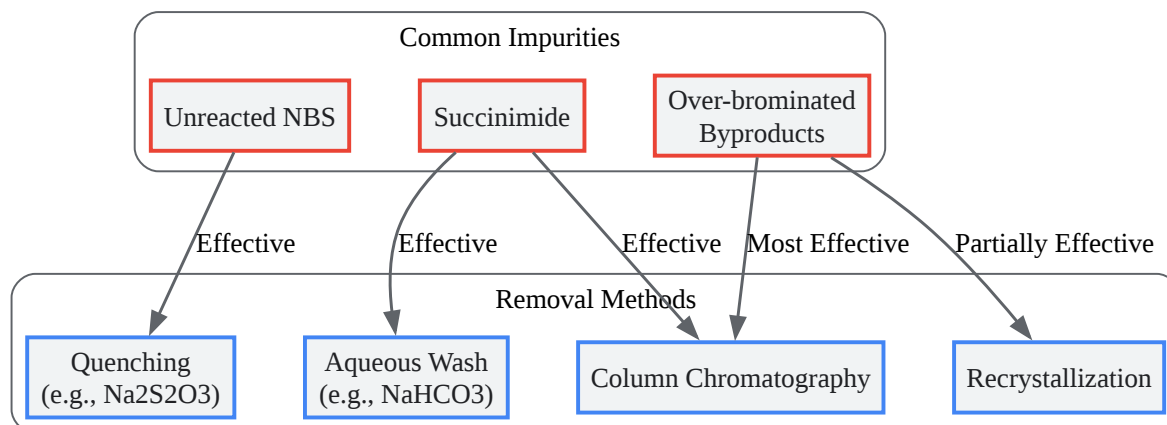 Common Impurities
Unreacted NBS
Succinimide
Over-brominated
Byproducts
Effective
Effective
Effective
Most Effective
Partially Effective
Removal Methods
Quenching
(e.g., Na2S2O3)
Aqueous Wash
(e.g., NaHCO3)
Column Chromatography
Recrystallization